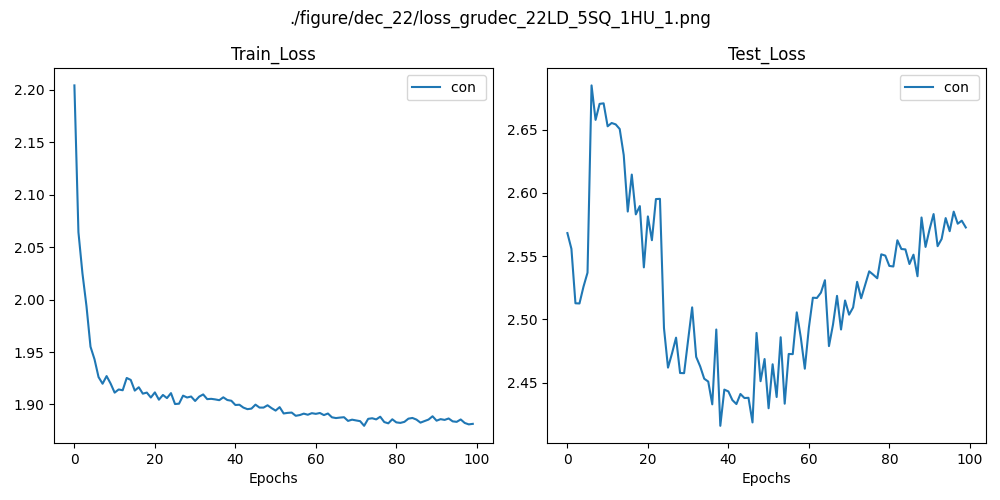 ./figure/dec_22/loss_grudec_22LD_5SQ_1HU_1.png
Train_Loss
con
2.20
2.15
2.10
2.05
2.00
1.95
1.90
0 20 40 60 80 100
Epochs
Test_Loss
con
2.65
2.60
2.55
2.50
2.45
0 20 40 60 80 100
Epochs